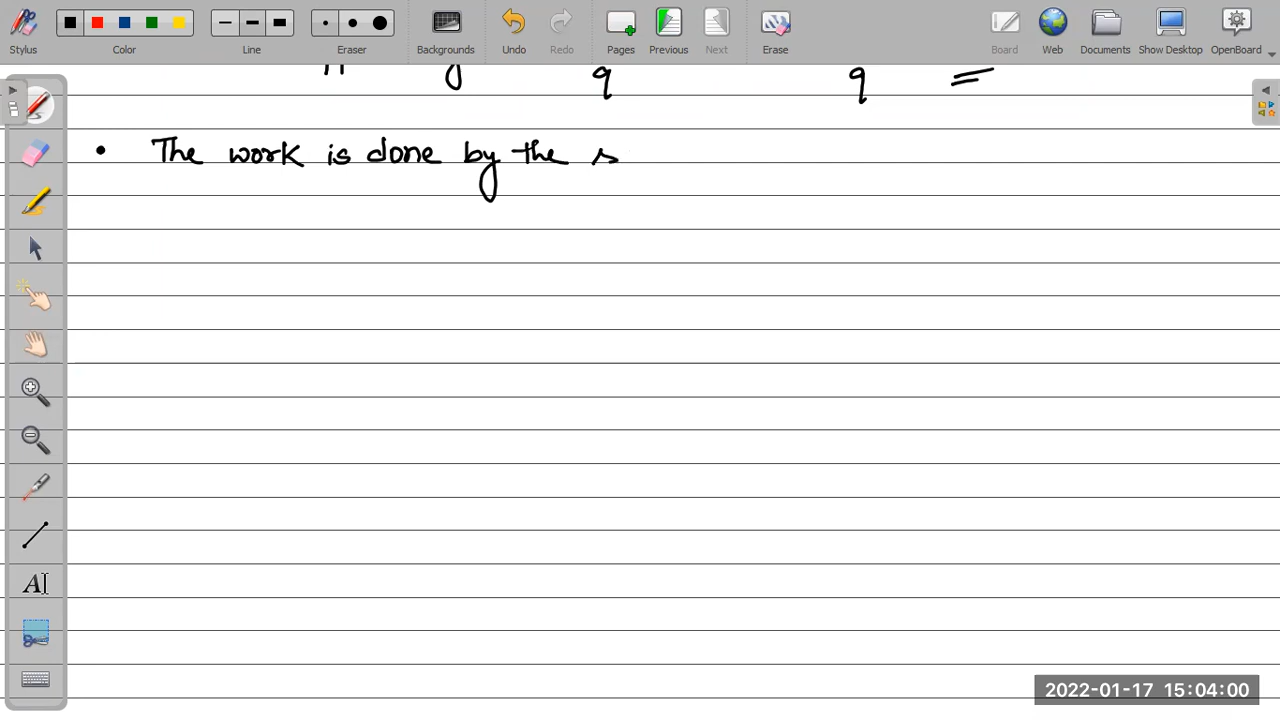 Stylus
Color
Line
Eraser
Backgrounds
Undo
Redo
Pages
Previous
Next
Erase
Board
Web
Documents
Show Desktop
OpenBoard
q q =
• The work is done by the s
A
2022-01-17 15:04:00